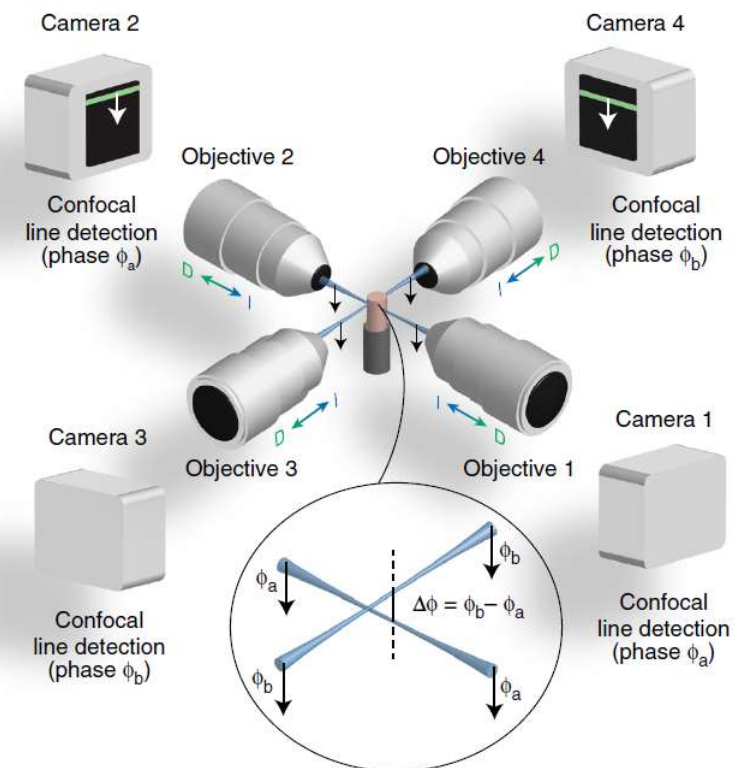 Camera 2
Camera 4
Objective 2
Objective 4
Confocal
line detection
(phase ϕa)
Confocal
line detection
(phase ϕb)
D
I
I
D
D
I
I
D
Camera 3
Camera 1
Objective 3
Objective 1
ϕa
ϕb
Δϕ = ϕb– ϕa
ϕb
ϕa
Confocal
line detection
(phase ϕb)
Confocal
line detection
(phase ϕa)